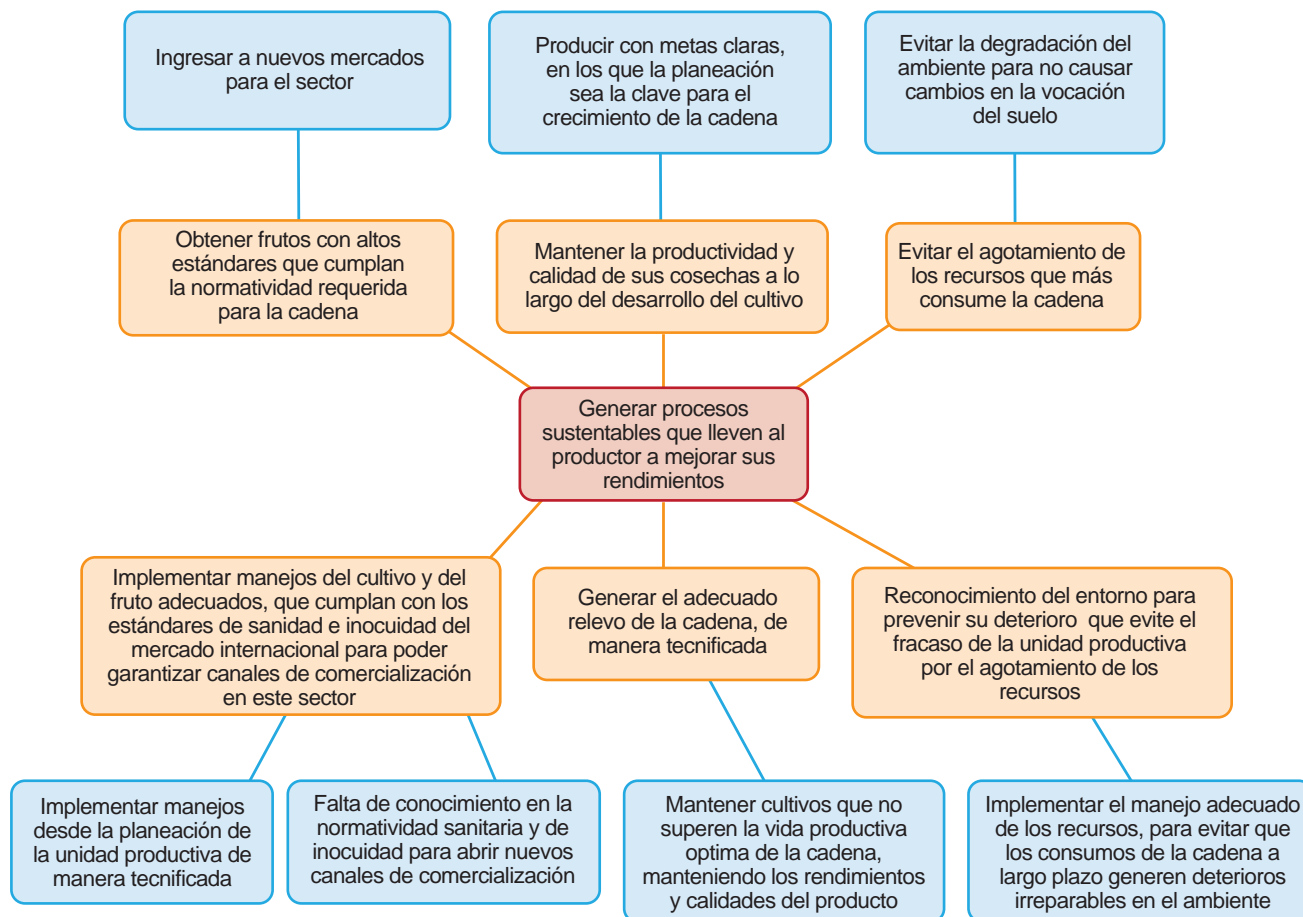 Ingresar a nuevos mercados
para el sector
Producir con metas claras,
en los que la planeación
sea la clave para el
crecimiento de la cadena
Evitar la degradación del
ambiente para no causar
cambios en la vocación
del suelo
Obtener frutos con altos
estándares que cumplan
la normatividad requerida
para la cadena
Mantener la productividad y
calidad de sus cosechas a lo
largo del desarrollo del cultivo
Evitar el agotamiento de
los recursos que más
consume la cadena
Generar procesos
sustentables que lleven al
productor a mejorar sus
rendimientos
Implementar manejos del cultivo y del
fruto adecuados, que cumplan con los
estándares de sanidad e inocuidad del
mercado internacional para poder
garantizar canales de comercialización
en este sector
Generar el adecuado
relevo de la cadena, de
manera tecnificada
Reconocimiento del entorno para
prevenir su deterioro que evite el
fracaso de la unidad productiva
por el agotamiento de los
recursos
Implementar manejos
desde la planeación de
la unidad productiva de
manera tecnificada
Falta de conocimiento en la
normatividad sanitaria y de
inocuidad para abrir nuevos
canales de comercialización
Mantener cultivos que no
superen la vida productiva
optima de la cadena,
manteniendo los rendimientos
y calidades del producto
Implementar el manejo adecuado
de los recursos, para evitar que
los consumos de la cadena a
largo plazo generen deterioros
irreparables en el ambiente